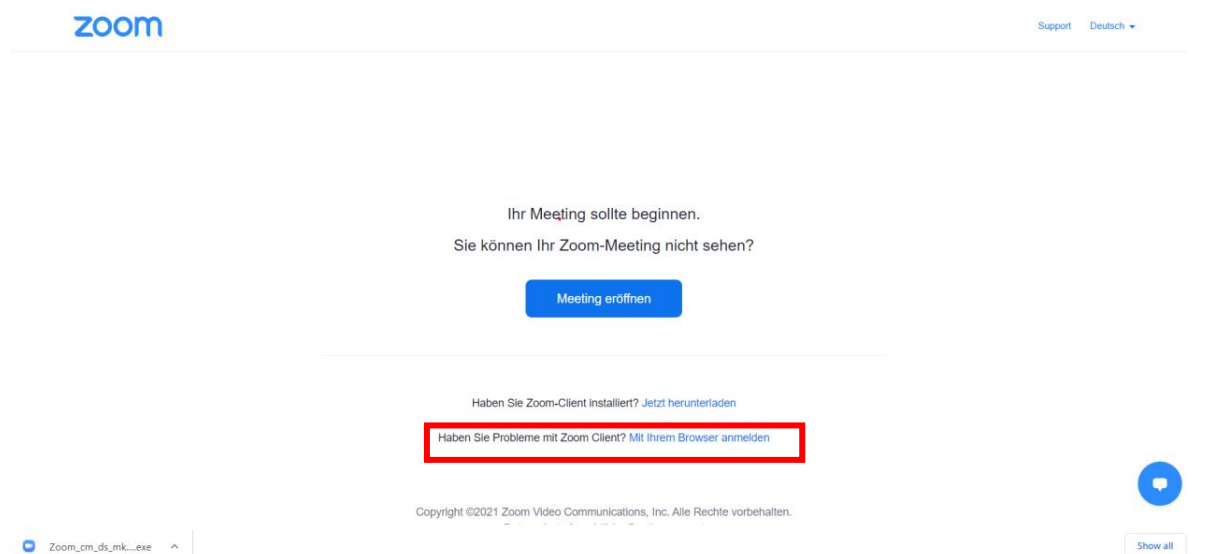 zoom
Support Deutsch
Ihr Meeting sollte beginnen.
Sie können Ihr Zoom-Meeting nicht sehen?
Meeting eröffnen
Haben Sie Zoom-Client installiert? Jetzt herunterladen
Haben Sie Probleme mit Zoom Client? Mit Ihrem Browser anmelden
Copyright ©2021 Zoom Video Communications, Inc. Alle Rechte vorbehalten.
Zoom_cm_ds_mk....exe
Show all